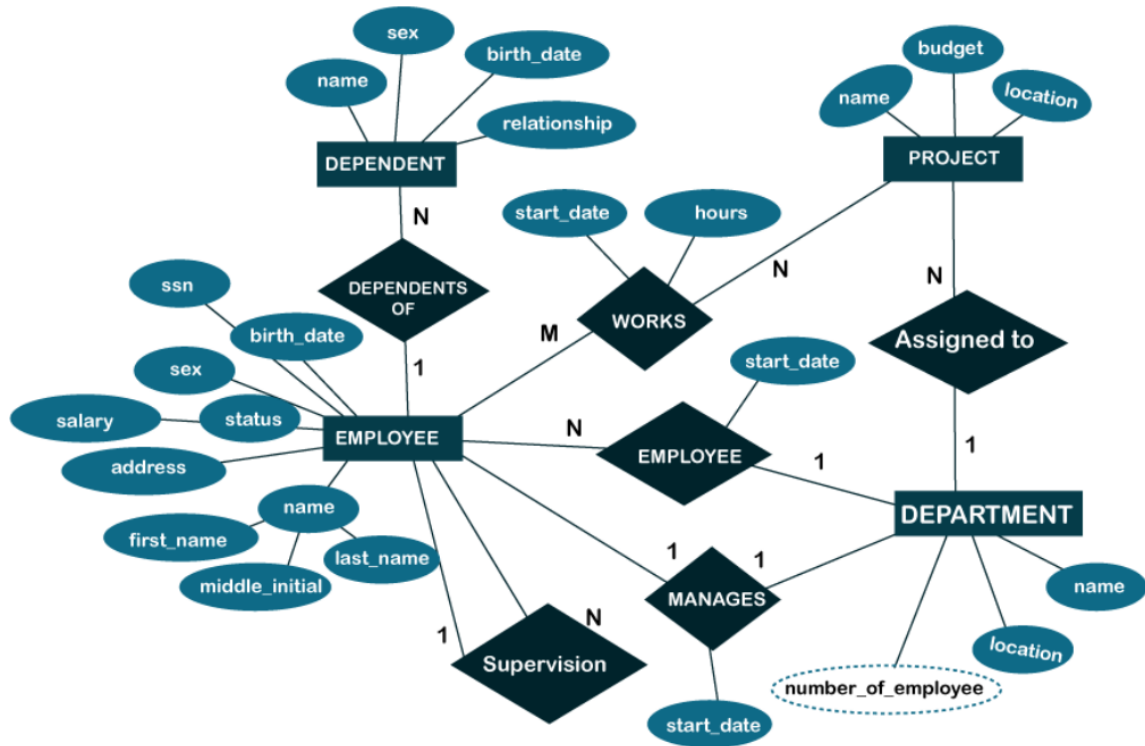 sex
budget
birth_date
name
name
location
relationship
DEPENDENT
PROJECT
start_date
hours
N
N
N
ssn
DEPENDENTS
OF
WORKS
birth_date
M
Assigned to
sex
1
start_date
salary
status
EMPLOYEE
N
EMPLOYEE
1
1
address
name
DEPARTMENT
first_name
last_name
1
1
middle_initial
MANAGES
name
N
1
Supervision
location
number_of_employee
start_date